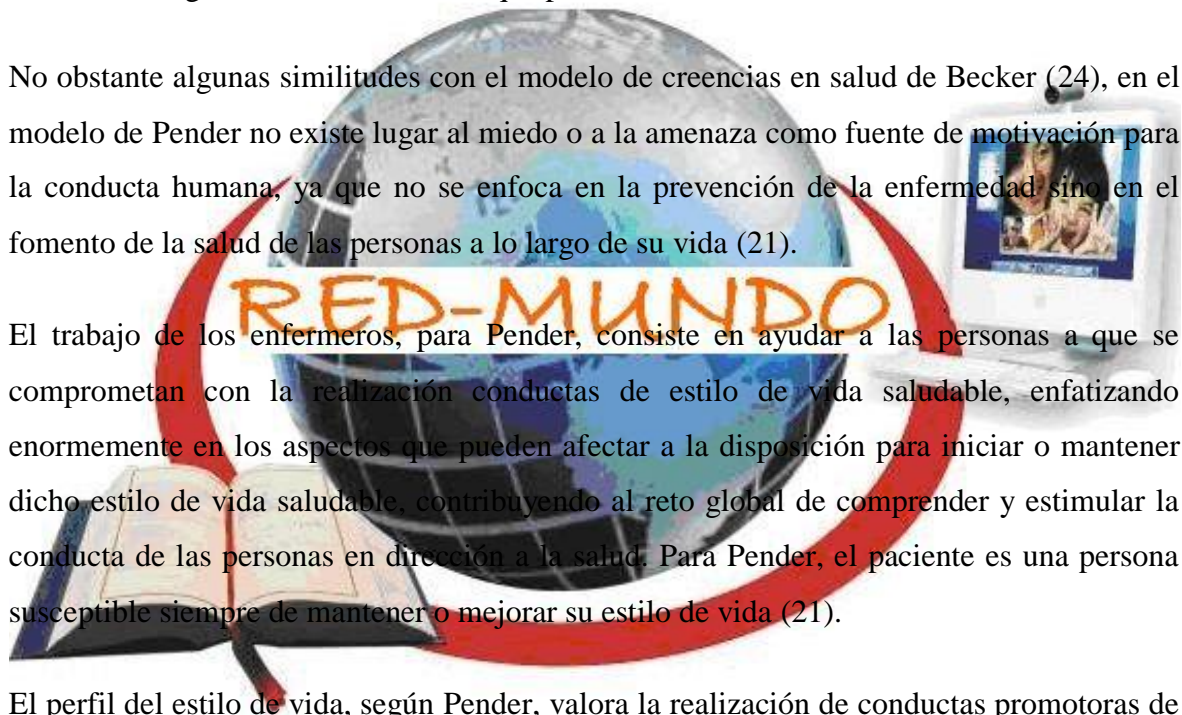 No obstante algunas similitudes con el modelo de creencias en salud de Becker (24), en el
modelo de Pender no existe lugar al miedo o a la amenaza como fuente de motivación para
la conducta humana, ya que no se enfoca en la prevención de la enfermedad sino en el
fomento de la salud de las personas a lo largo de su vida (21).
RED-MUNDO
El trabajo de los enfermeros, para Pender, consiste en ayudar a las personas a que se
comprometan con la realización conductas de estilo de vida saludable, enfatizando
enormemente en los aspectos que pueden afectar a la disposición para iniciar o mantener
dicho estilo de vida saludable, contribuyendo al reto global de comprender y estimular la
conducta de las personas en dirección a la salud. Para Pender, el paciente es una persona
susceptible siempre de mantener o mejorar su estilo de vida (21).
El perfil del estilo de vida, según Pender, valora la realización de conductas promotoras de